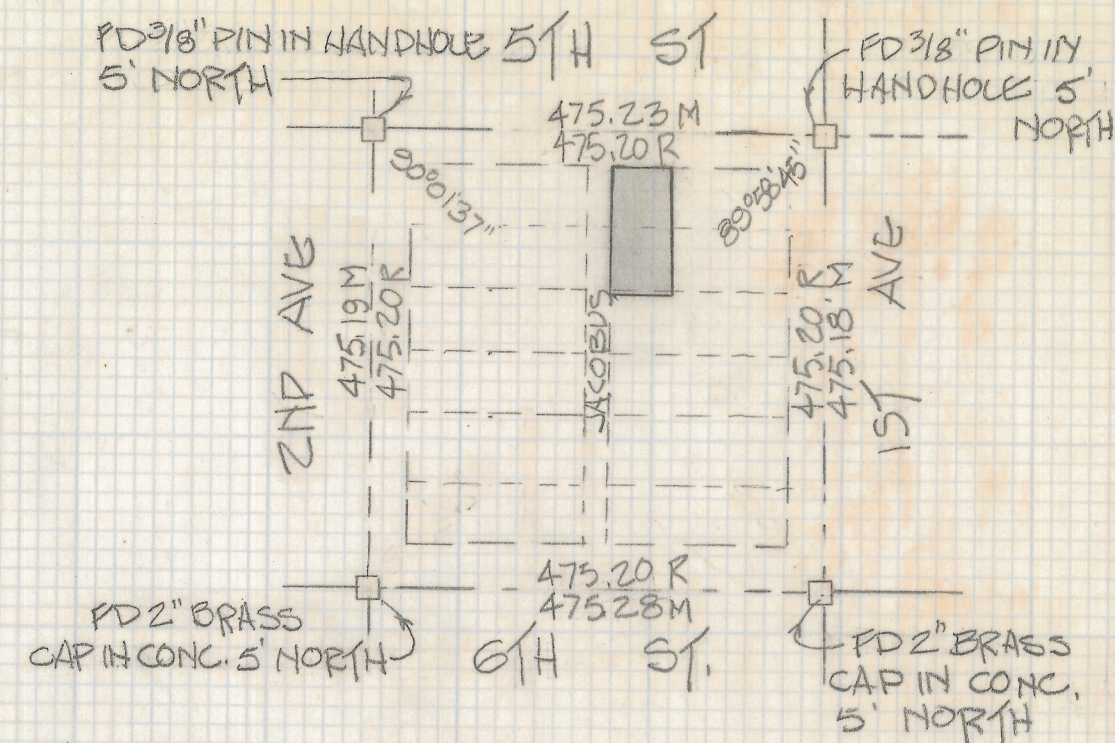 FD 3/8" PIN IN HANDHOLE
5' NORTH
5TH ST
FD 3/8" PIN IN
HANDHOLE 5'
NORTH
475.23 M
475.20 R
90°01'37"
89°58'45"
2ND AVE
475.19 M
475.20 R
JACOBUS
475.20 R
475.18' M
1ST AVE
475.20 R
475.28 M
FD 2" BRASS
CAP IN CONC. 5' NORTH
6TH ST.
FD 2" BRASS
CAP IN CONC.
5' NORTH